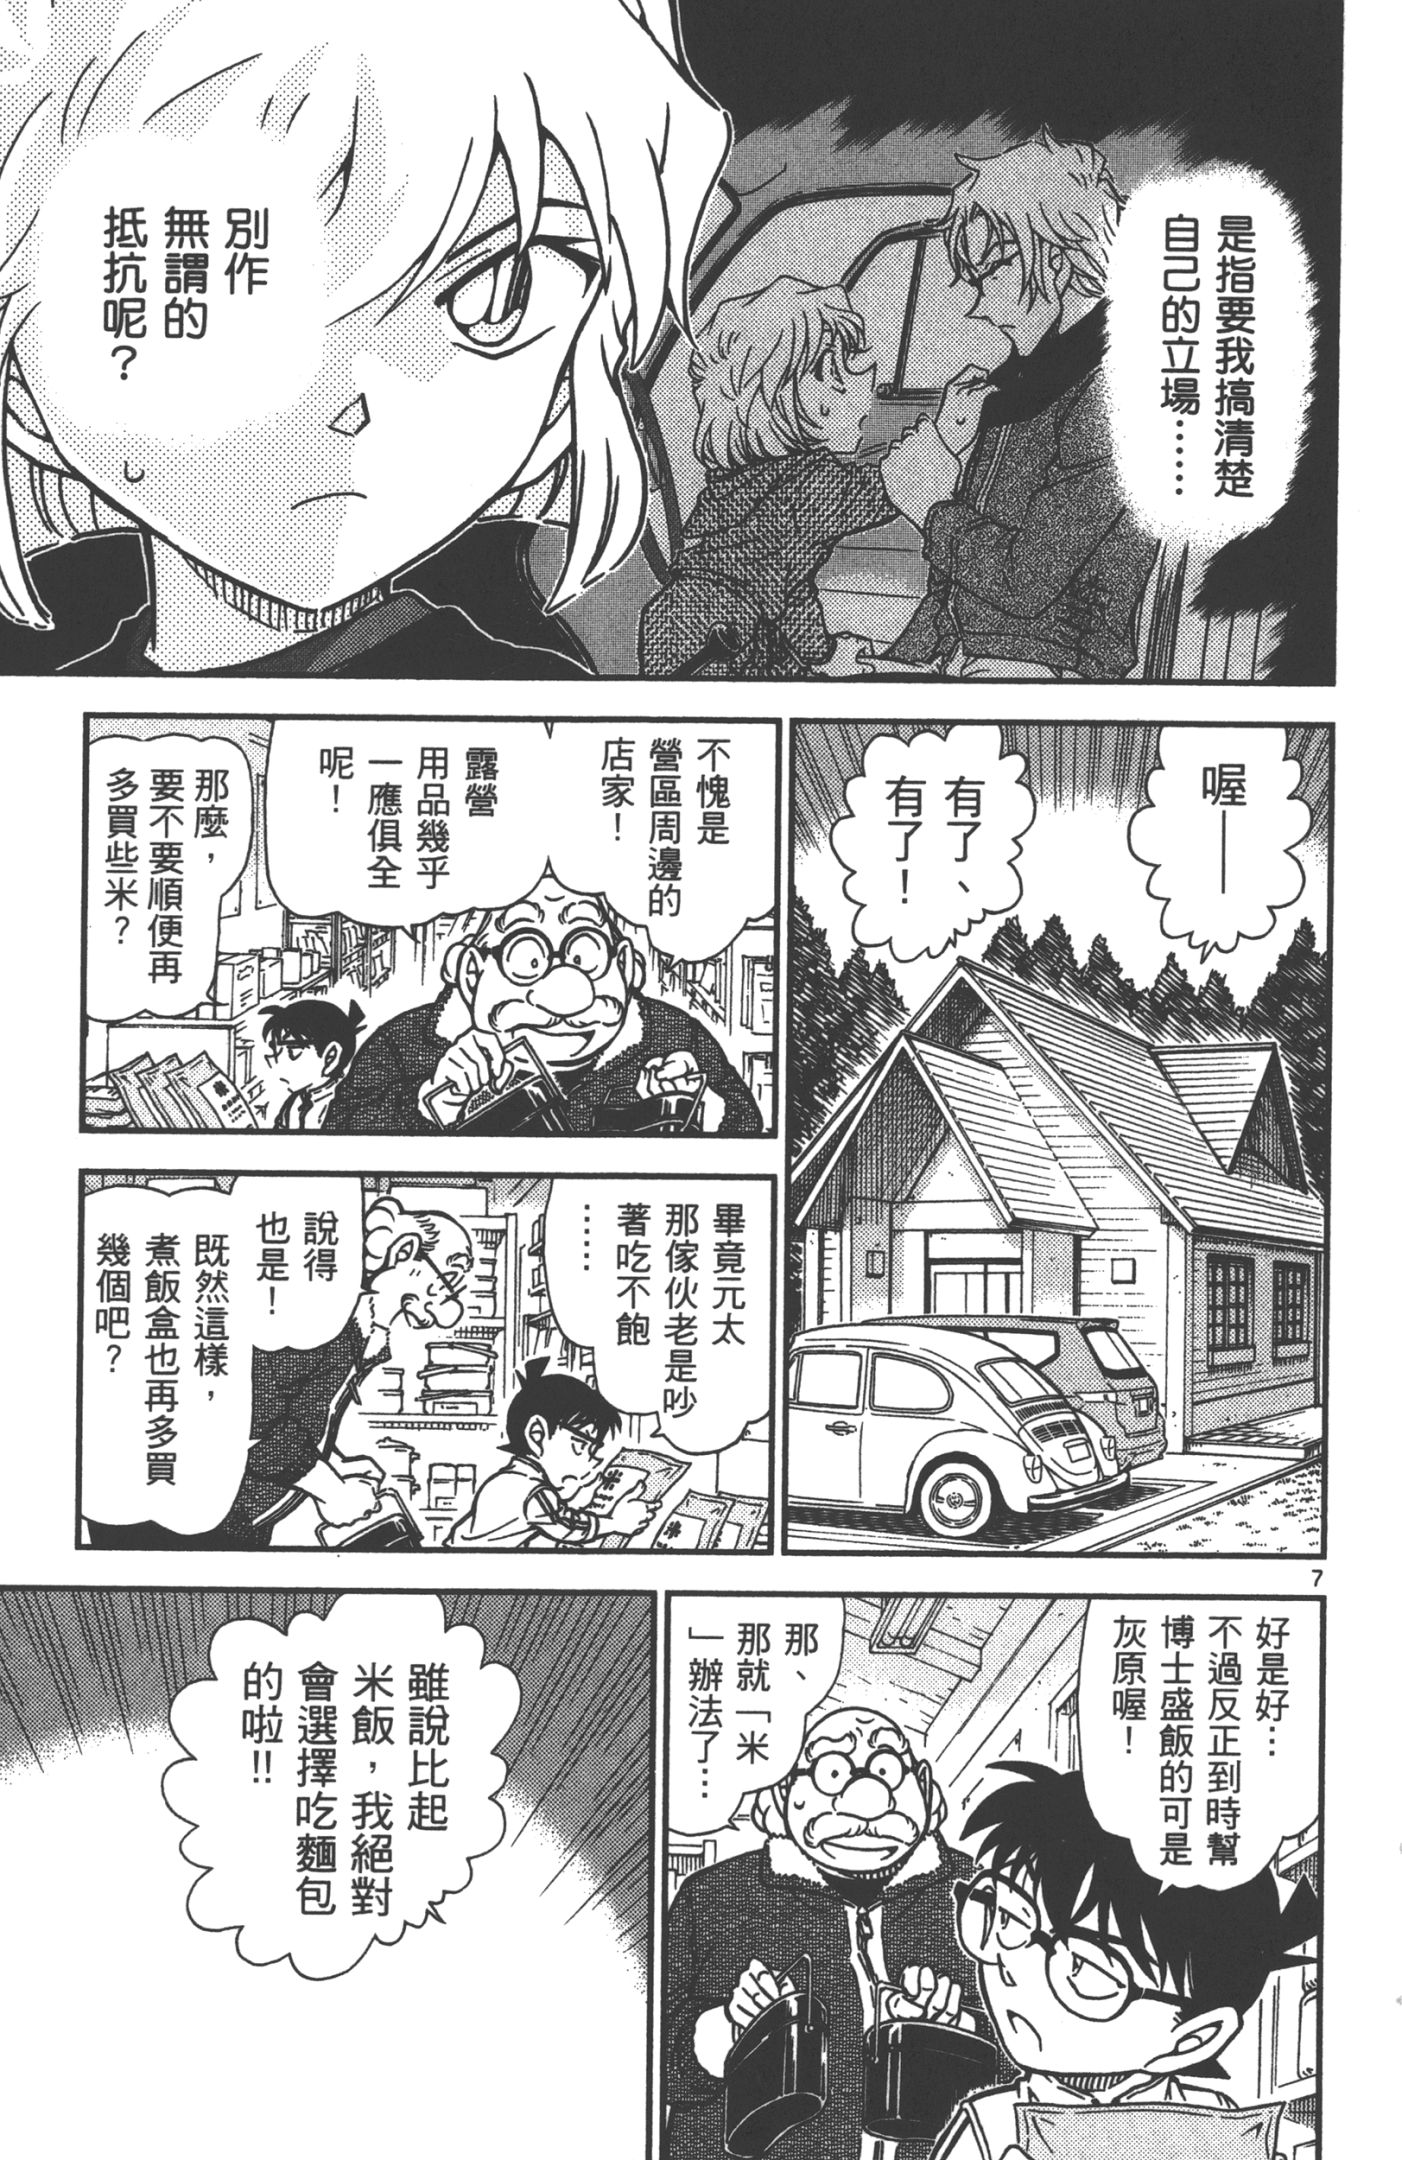 是指要我搞清楚
自己的立場……
別作
無謂的
抵抗呢？
喔—
有了、
有了！
不愧是
營區周邊的
店家！
露營
用品幾乎
一應俱全
呢！
那麼，
要不要順便再
多買些米？
畢竟元太
那傢伙老是吵
著吃不飽
……
說得
也是！
既然這樣，
煮飯盒也再多買
幾個吧？
7
好是好…
不過反正到時幫
博士盛飯的可是
灰原喔！
那、
那就「米
」辦法了…
雖說比起
米飯，我絕對
會選擇吃麵包
的啦!!